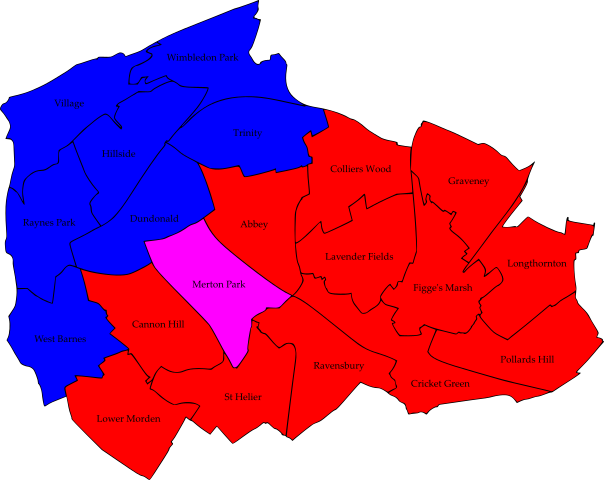 Wimbledon Park
Village
Trinity
Hillside
Colliers Wood
Graveney
Raynes Park
Dundonald
Abbey
Lavender Fields
Longthornton
Merton Park
Figge's Marsh
Cannon Hill
West Barnes
Pollards Hill
Ravensbury
Cricket Green
St Helier
Lower Morden